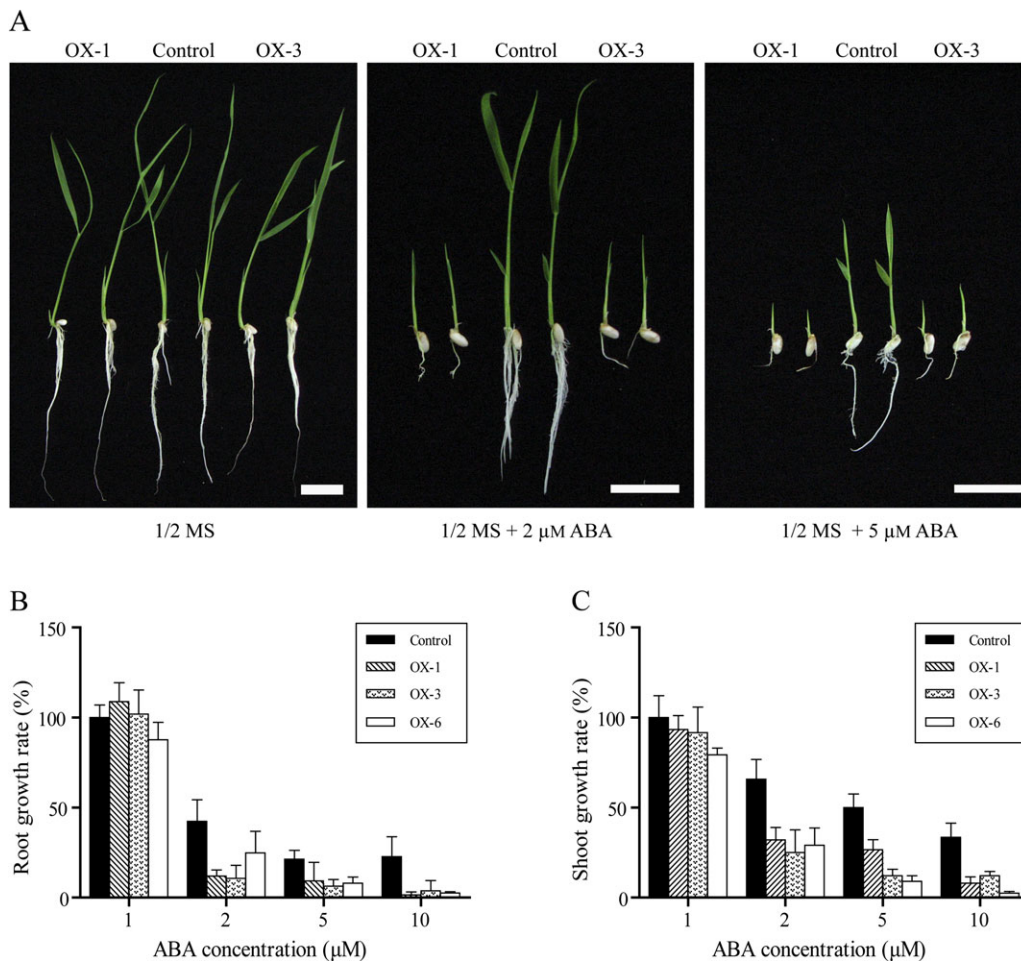 A
OX-1 Control OX-3 OX-1 Control OX-3 OX-1 Control OX-3
1/2 MS 1/2 MS + 2 μM ABA 1/2 MS + 5 μM ABA
B
150
100
50
0
Root growth rate (%)
Control
OX-1
OX-3
OX-6
1 2 5 10
ABA concentration (μM)
C
150
100
50
0
Shoot growth rate (%)
Control
OX-1
OX-3
OX-6
1 2 5 10
ABA concentration (μM)